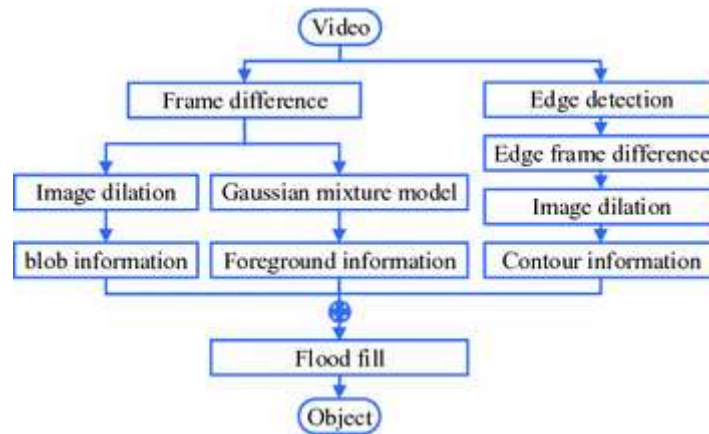 Video
Frame difference
Edge detection
Edge frame difference
Image dilation
Gaussian mixture model
Image dilation
blob information
Foreground information
Contour information
Flood fill
Object